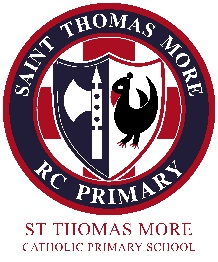 SAINT THOMAS MORE
RC PRIMARY
ST THOMAS MORE
CATHOLIC PRIMARY SCHOOL